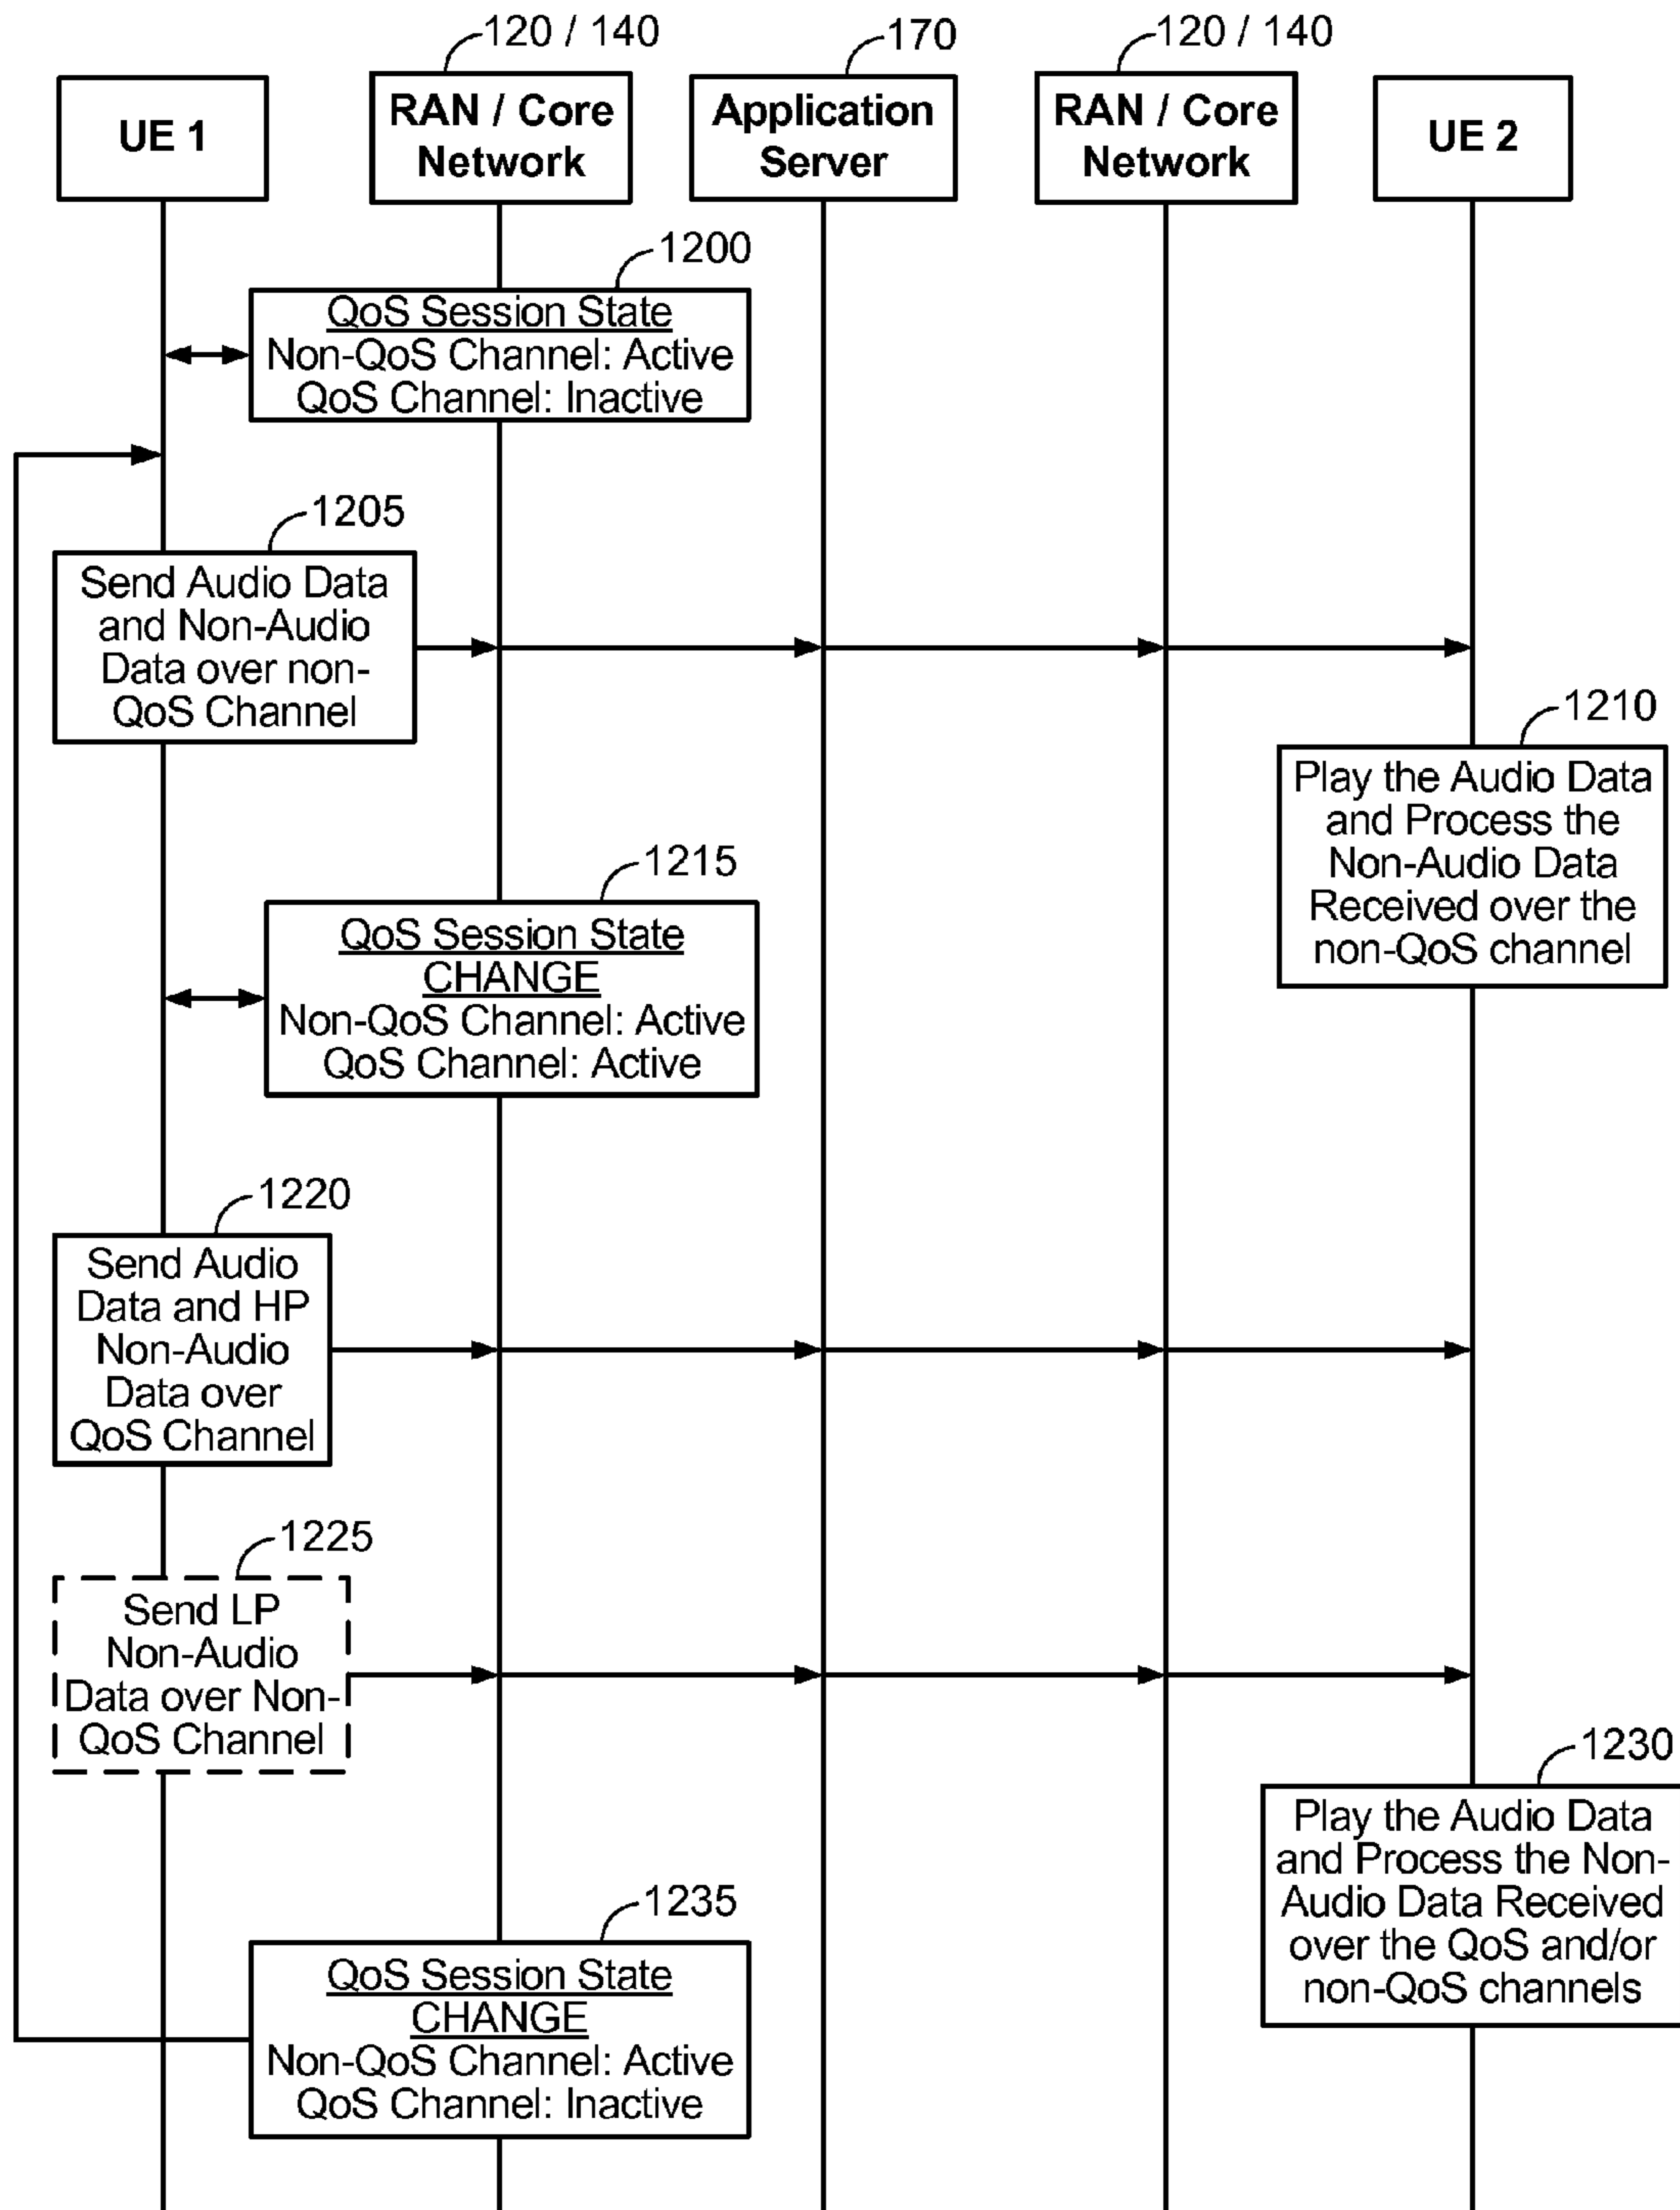 120 / 140
170
120 / 140
UE 1
RAN / Core
Network
Application
Server
RAN / Core
Network
UE 2
1200
QoS Session State
Non-QoS Channel: Active
QoS Channel: Inactive
1205
Send Audio Data
and Non-Audio
Data over non-
QoS Channel
1210
Play the Audio Data
and Process the
Non-Audio Data
Received over the
non-QoS channel
1215
QoS Session State
CHANGE
Non-QoS Channel: Active
QoS Channel: Active
1220
Send Audio
Data and HP
Non-Audio
Data over
QoS Channel
1225
Send LP
Non-Audio
Data over Non-
QoS Channel
1230
Play the Audio Data
and Process the Non-
Audio Data Received
over the QoS and/or
non-QoS channels
1235
QoS Session State
CHANGE
Non-QoS Channel: Active
QoS Channel: Inactive